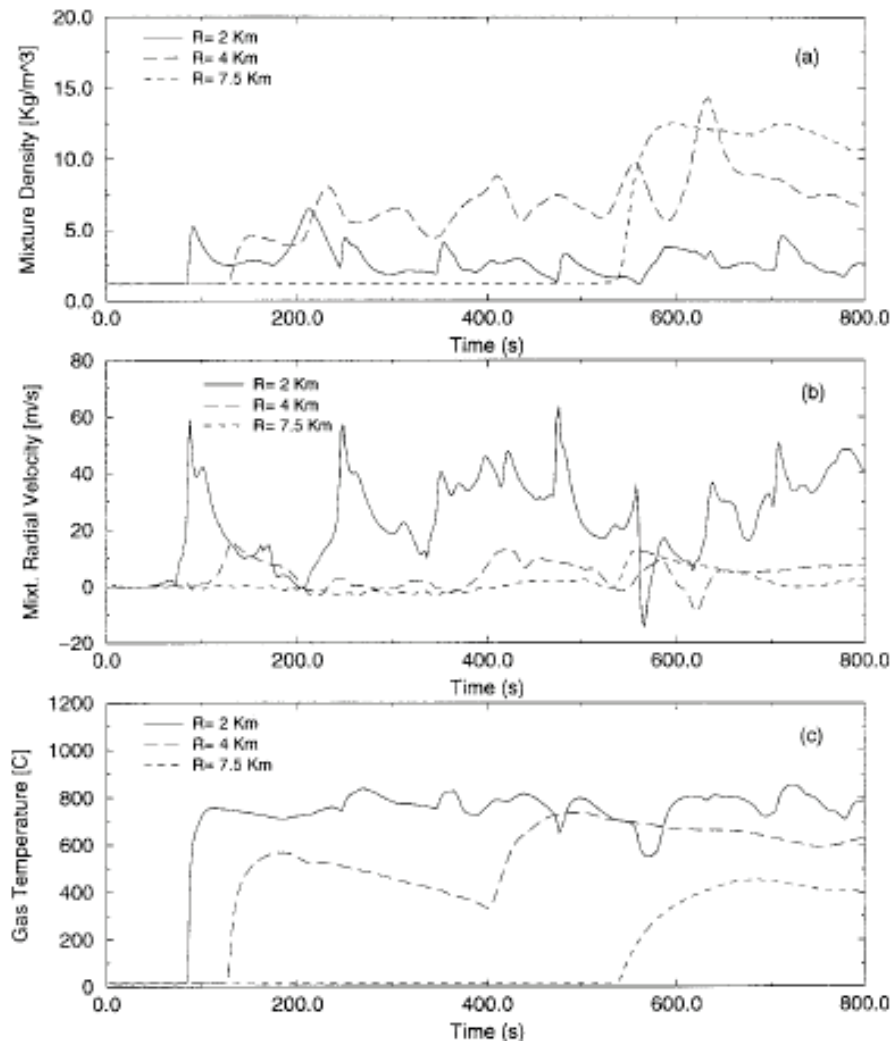 20.0
R= 2 Km
(a)
R= 4 Km
R= 7.5 Km
15.0
10.0
5.0
0.0
Mixture Density [Kg/m^3]
0.0 200.0 400.0 600.0 800.0
Time (s)
80
R= 2 Km
(b)
R= 4 Km
R= 7.5 Km
60
40
20
0
−20
Mixt. Radial Velocity [m/s]
0.0 200.0 400.0 600.0 800.0
Time (s)
1200
R= 2 Km
(c)
R= 4 Km
R= 7.5 Km
1000
800
600
400
200
0
Gas Temperature [C]
0.0 200.0 400.0 600.0 800.0
Time (s)